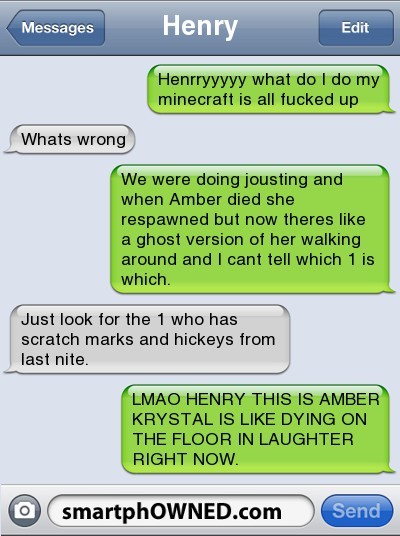 Messages
Henry
Edit
Henrryyyyy what do I do my
minecraft is all fucked up
Whats wrong
We were doing jousting and
when Amber died she
respawned but now theres like
a ghost version of her walking
around and I cant tell which 1 is
which.
Just look for the 1 who has
scratch marks and hickeys from
last nite.
LMAO HENRY THIS IS AMBER
KRYSTAL IS LIKE DYING ON
THE FLOOR IN LAUGHTER
RIGHT NOW.
smartphOWNED.com
Send